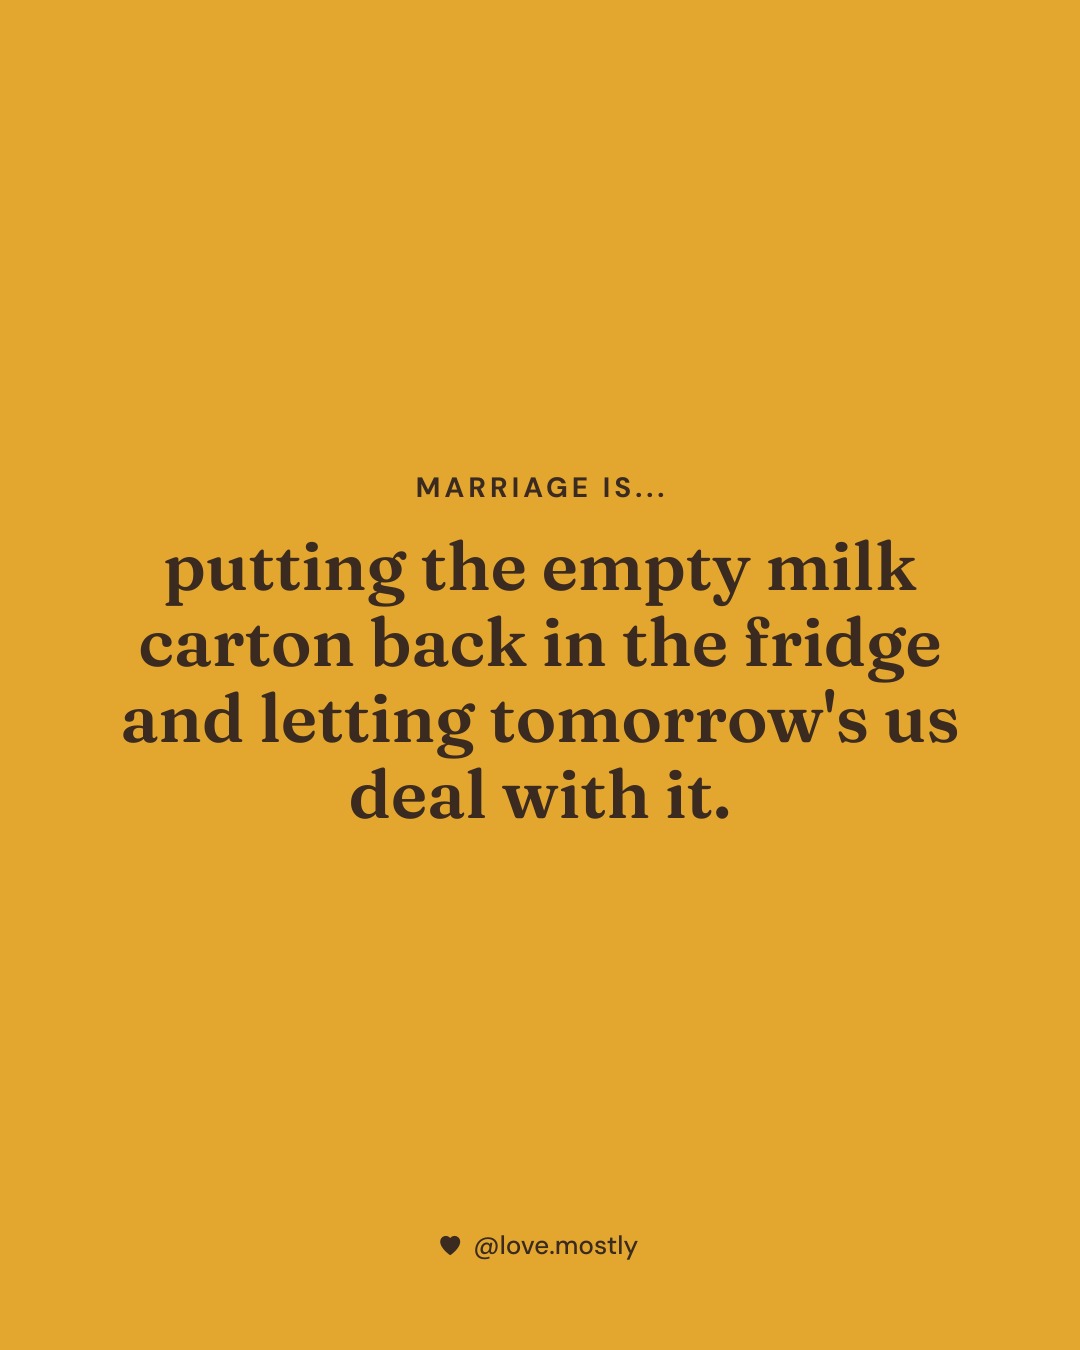 MARRIAGE IS...
putting the empty milk
carton back in the fridge
and letting tomorrow's us
deal with it.
@love.mostly